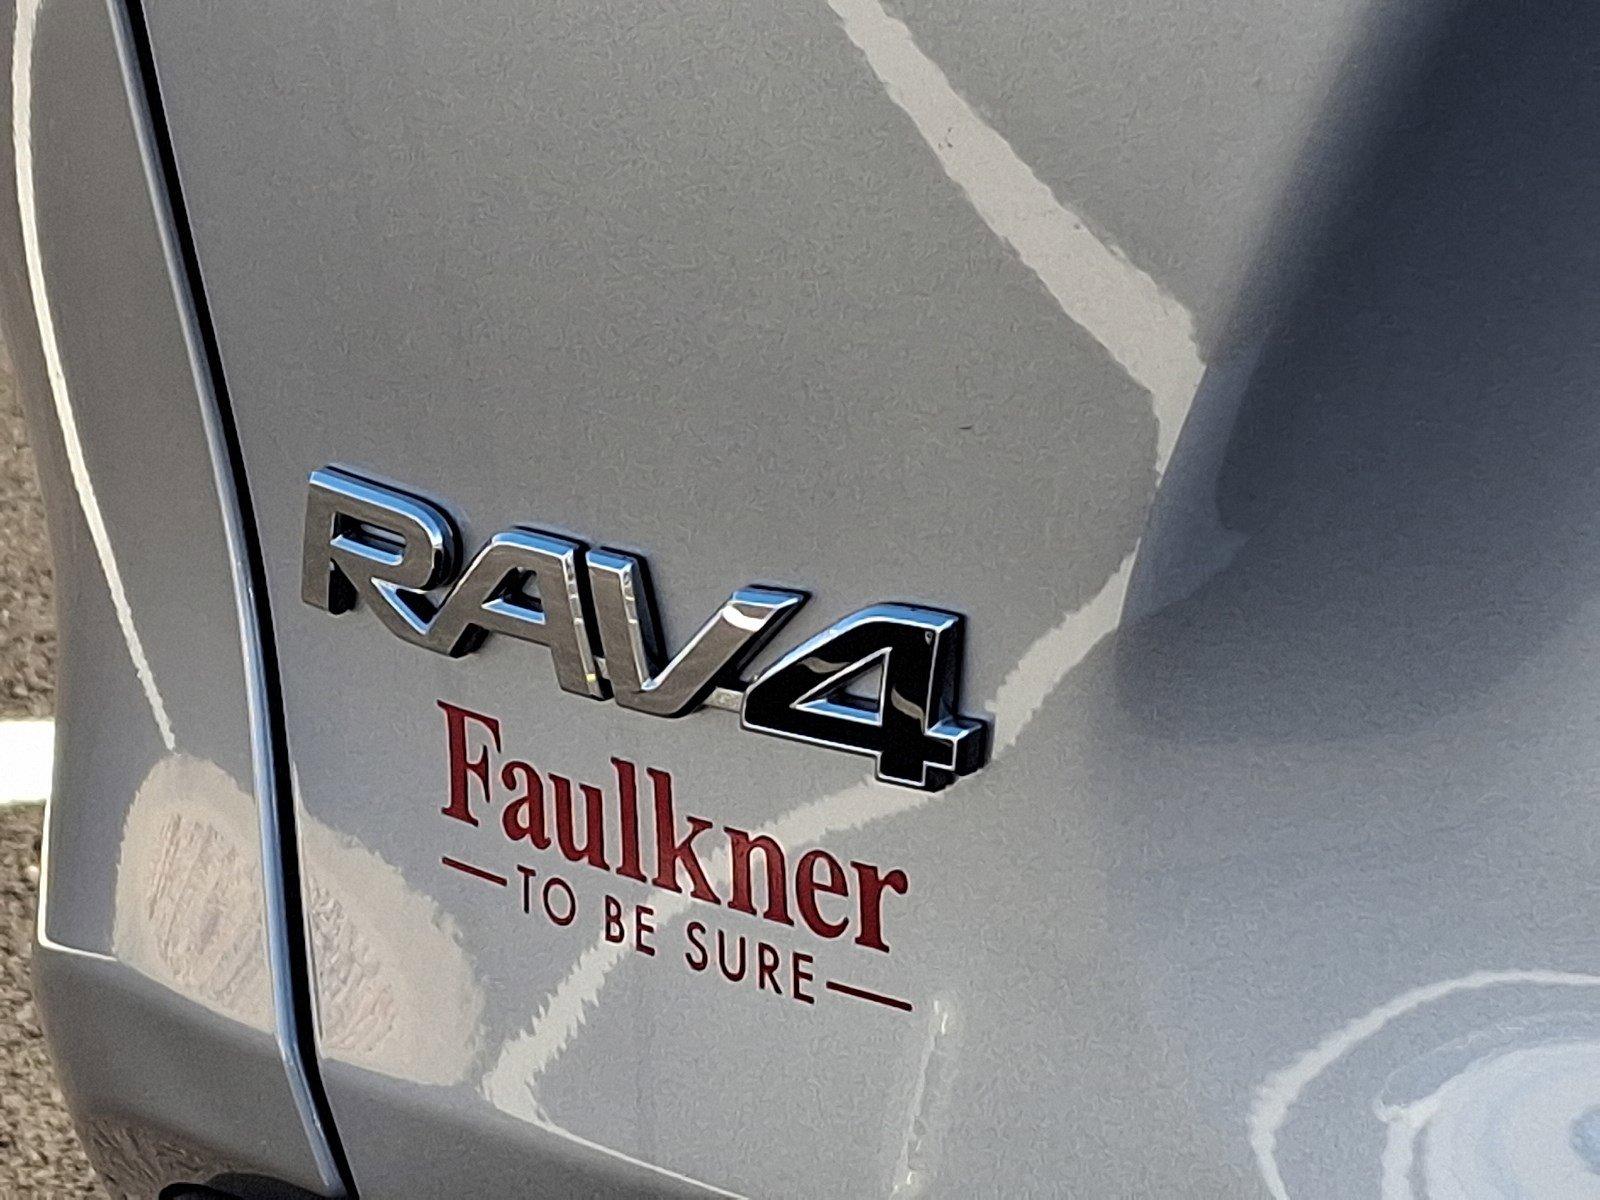 RAV4
Faulkner
TO BE SURE